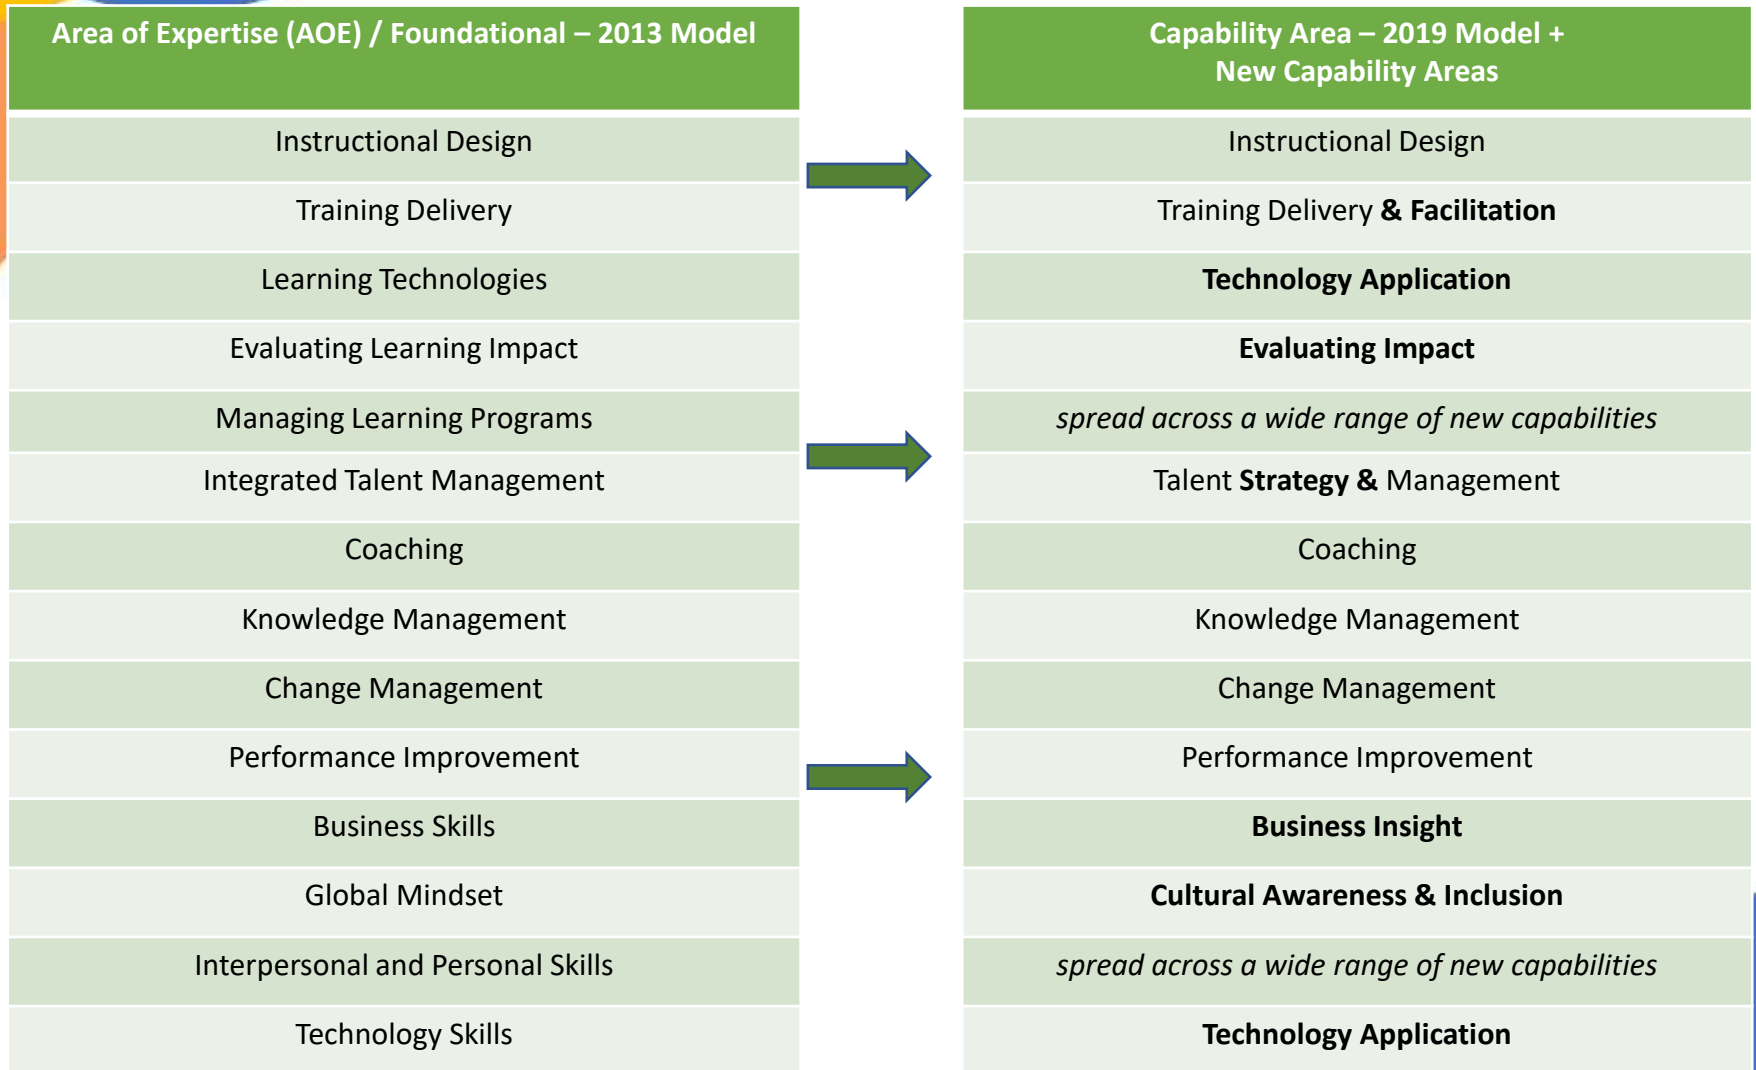 Area of Expertise (AOE) / Foundational – 2013 Model
Capability Area – 2019 Model +
New Capability Areas
Instructional Design
Instructional Design
Training Delivery
Training Delivery & Facilitation
Learning Technologies
Technology Application
Evaluating Learning Impact
Evaluating Impact
Managing Learning Programs
spread across a wide range of new capabilities
Integrated Talent Management
Talent Strategy & Management
Coaching
Coaching
Knowledge Management
Knowledge Management
Change Management
Change Management
Performance Improvement
Performance Improvement
Business Skills
Business Insight
Global Mindset
Cultural Awareness & Inclusion
Interpersonal and Personal Skills
spread across a wide range of new capabilities
Technology Skills
Technology Application